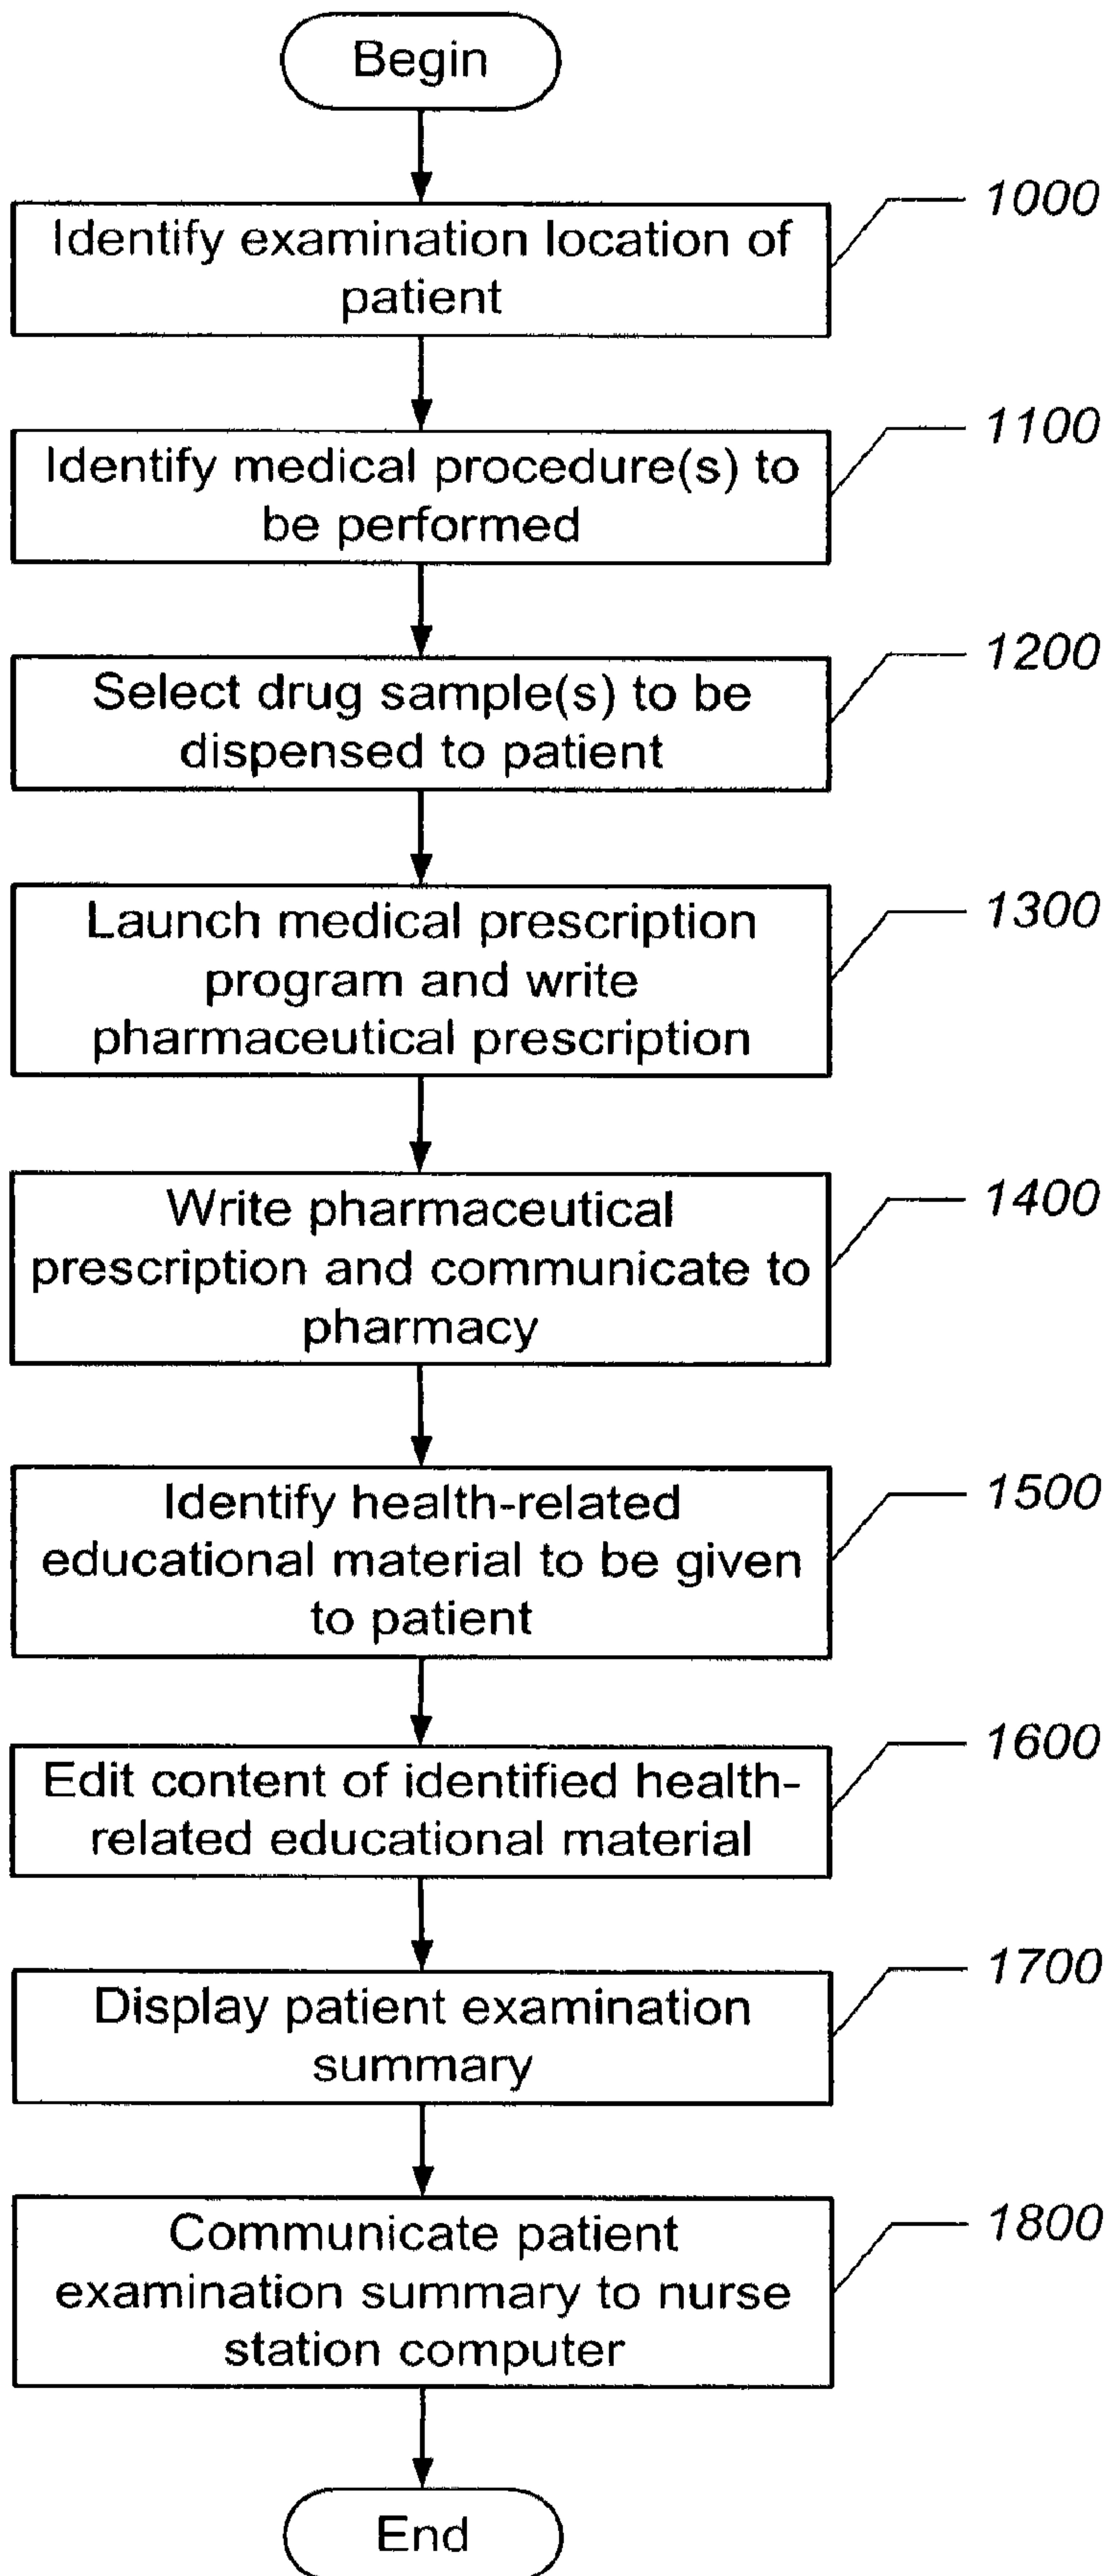 Begin
1000
Identify examination location of
patient
1100
Identify medical procedure(s) to
be performed
1200
Select drug sample(s) to be
dispensed to patient
1300
Launch medical prescription
program and write
pharmaceutical prescription
1400
Write pharmaceutical
prescription and communicate to
pharmacy
1500
Identify health-related
educational material to be given
to patient
1600
Edit content of identified health-
related educational material
1700
Display patient examination
summary
1800
Communicate patient
examination summary to nurse
station computer
End